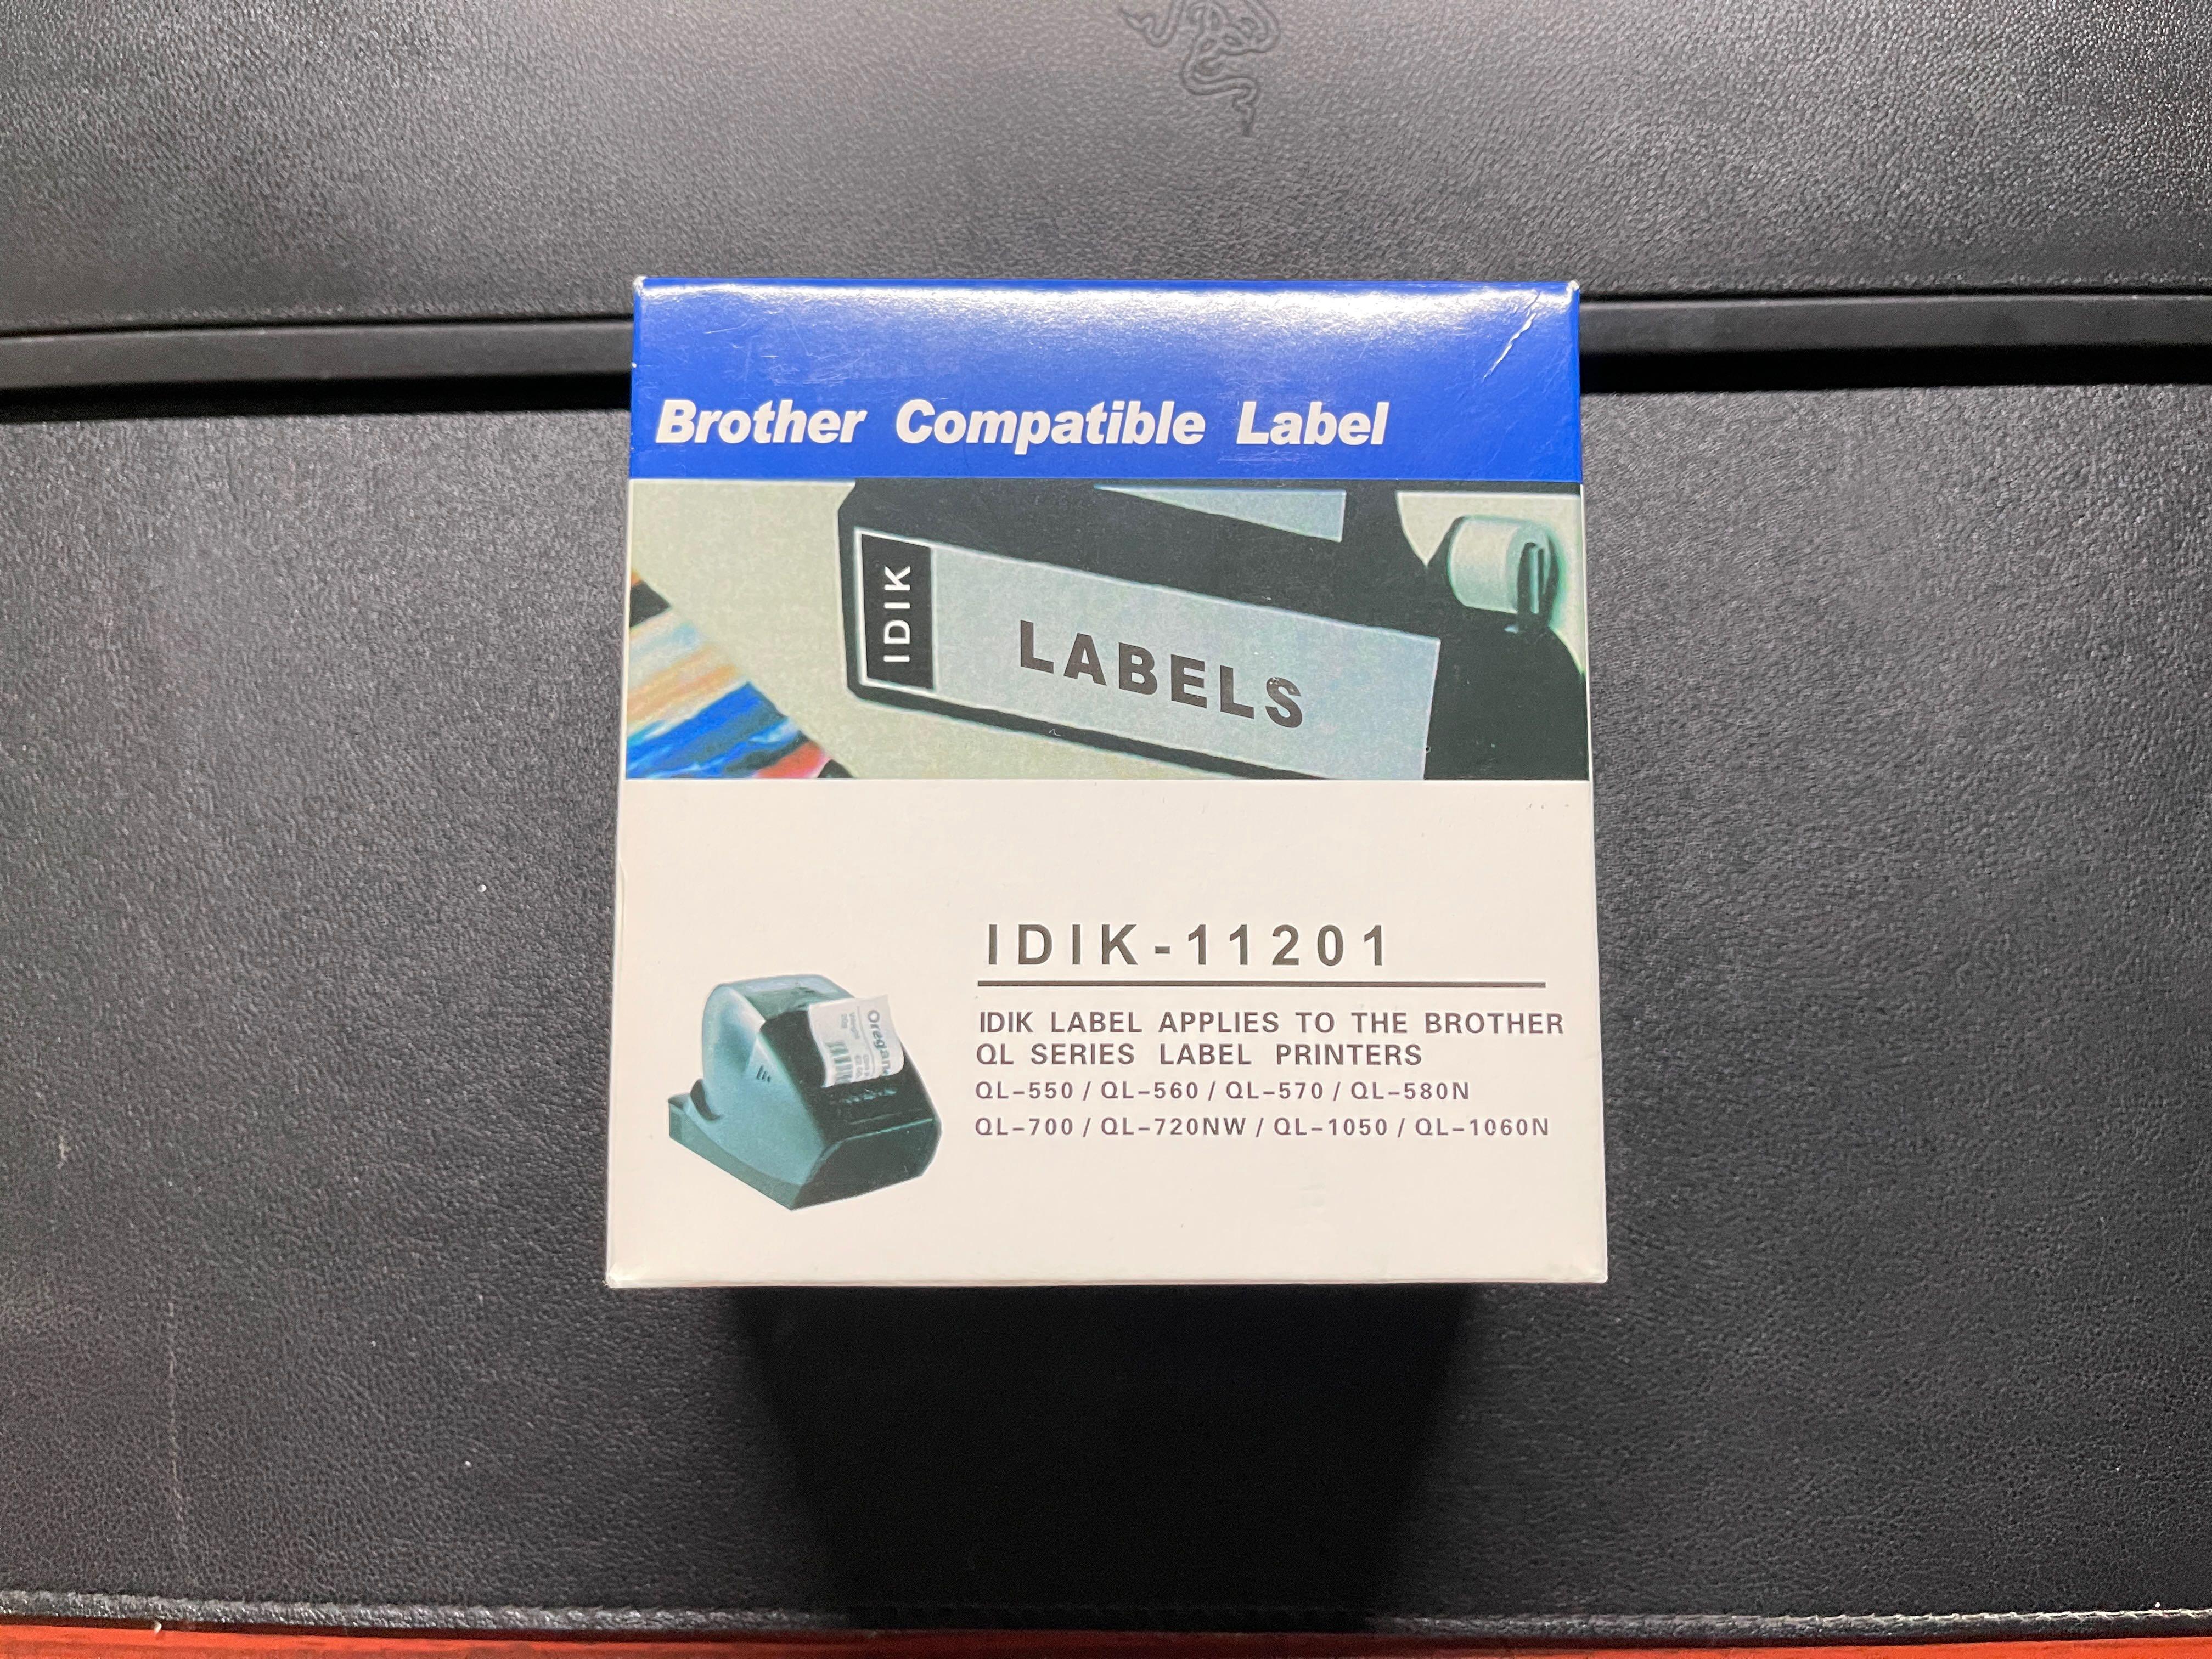 Brother Compatible Label
IDIK
LABELS
IDIK-11201
IDIK LABEL APPLIES TO THE BROTHER
QL SERIES LABEL PRINTERS
QL-550 / QL-560 / QL-570 / QL-580N
QL-700 / QL-720NW / QL-1050 / QL-1060N